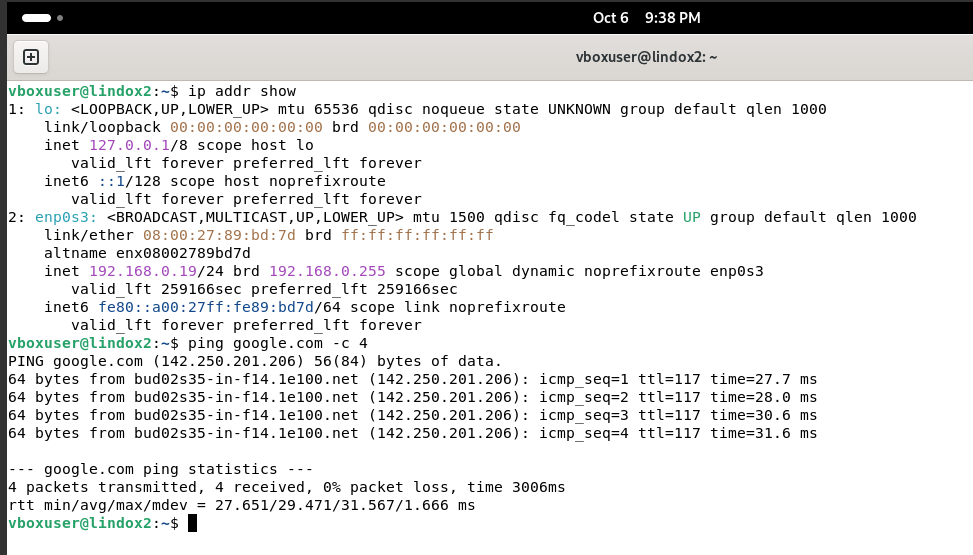 Oct 6 9:38 PM
vboxuser@lindox2: ~
vboxuser@lindox2:~$ ip addr show
1: lo: <LOOPBACK,UP,LOWER_UP> mtu 65536 qdisc noqueue state UNKNOWN group default qlen 1000
    link/loopback 00:00:00:00:00:00 brd 00:00:00:00:00:00
    inet 127.0.0.1/8 scope host lo
       valid_lft forever preferred_lft forever
    inet6 ::1/128 scope host noprefixroute
       valid_lft forever preferred_lft forever
2: enp0s3: <BROADCAST,MULTICAST,UP,LOWER_UP> mtu 1500 qdisc fq_codel state UP group default qlen 1000
    link/ether 08:00:27:89:bd:7d brd ff:ff:ff:ff:ff:ff
    altname enx08002789bd7d
    inet 192.168.0.19/24 brd 192.168.0.255 scope global dynamic noprefixroute enp0s3
       valid_lft 259166sec preferred_lft 259166sec
    inet6 fe80::a00:27ff:fe89:bd7d/64 scope link noprefixroute
       valid_lft forever preferred_lft forever
vboxuser@lindox2:~$ ping google.com -c 4
PING google.com (142.250.201.206) 56(84) bytes of data.
64 bytes from bud02s35-in-f14.1e100.net (142.250.201.206): icmp_seq=1 ttl=117 time=27.7 ms
64 bytes from bud02s35-in-f14.1e100.net (142.250.201.206): icmp_seq=2 ttl=117 time=28.0 ms
64 bytes from bud02s35-in-f14.1e100.net (142.250.201.206): icmp_seq=3 ttl=117 time=30.6 ms
64 bytes from bud02s35-in-f14.1e100.net (142.250.201.206): icmp_seq=4 ttl=117 time=31.6 ms

--- google.com ping statistics ---
4 packets transmitted, 4 received, 0% packet loss, time 3006ms
rtt min/avg/max/mdev = 27.651/29.471/31.567/1.666 ms
vboxuser@lindox2:~$